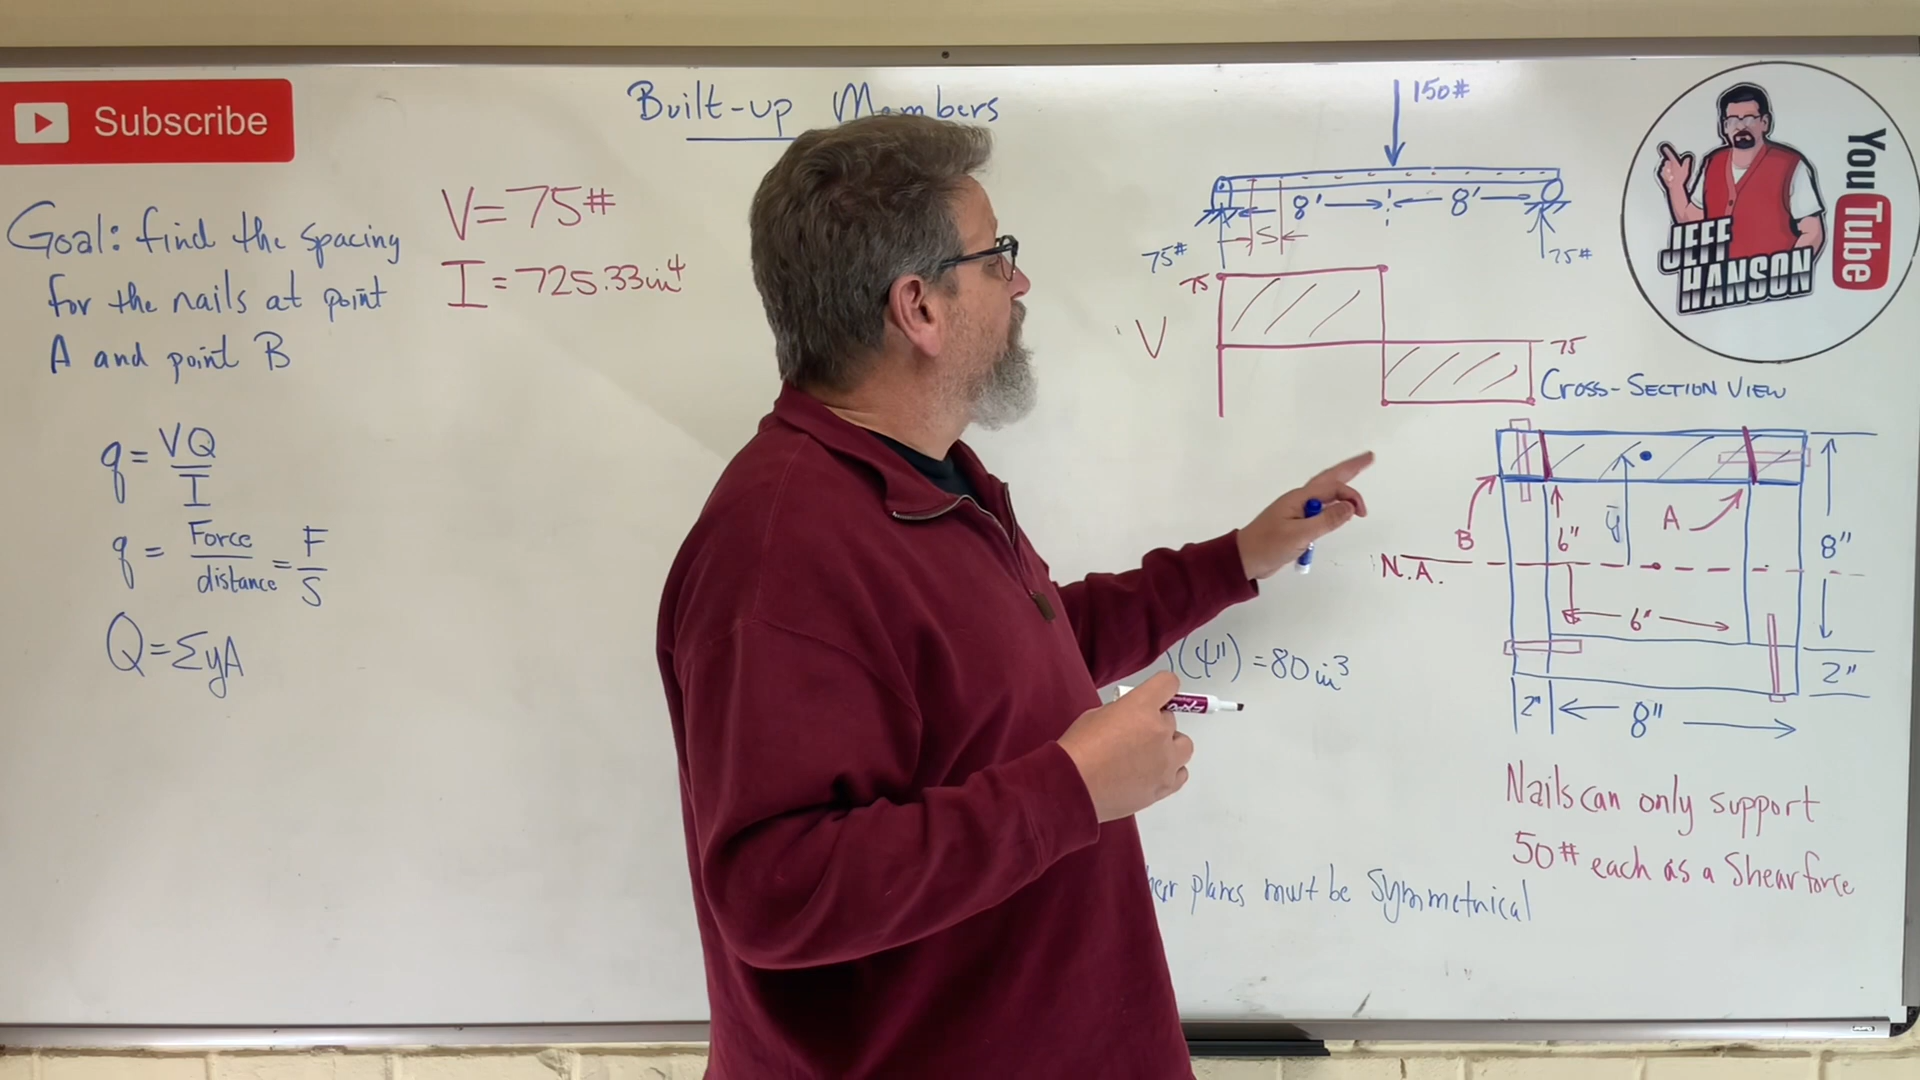 Subscribe
Built-up Members
Goal: find the spacing
for the nails at point
A and point B
q = VQ / I
q = Force / distance = F / S
Q = ΣyA
V = 75#
I = 725.33 in⁴
150#
8' 8'
S
75# 75#
75
V
75
JEFF
HANSON
YouTube
Cross-Section View
B
6"
ȳ
A
8"
N.A.
6"
2"
2" 8"
(4") = 80 in³
Nails can only support
50# each as a Shear force
planes must be Symmetrical